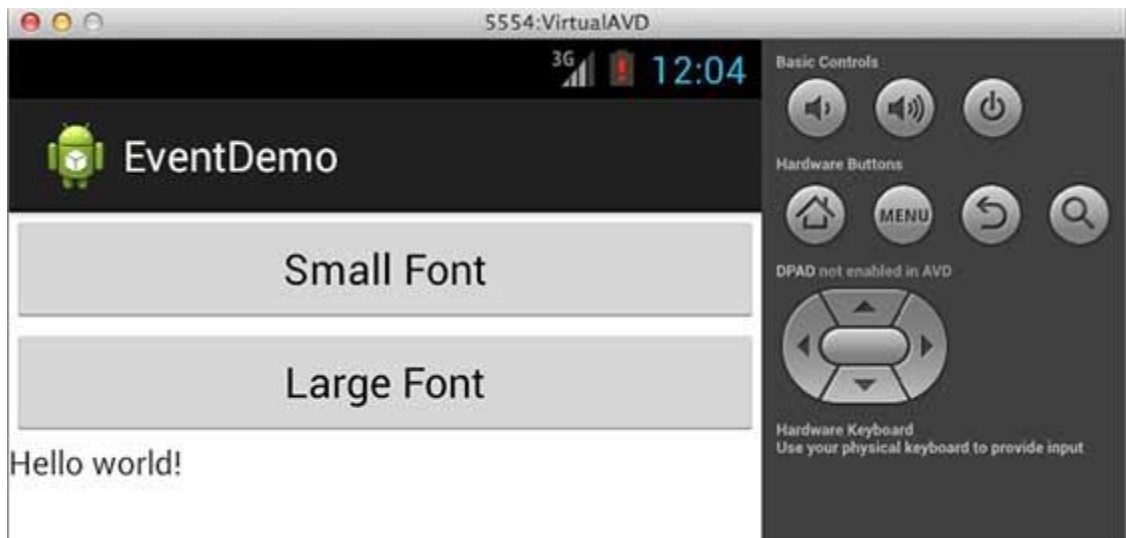 5554:VirtualAVD
3G
12:04
EventDemo
Small Font
Large Font
Hello world!
Basic Controls
Hardware Buttons
MENU
DPAD not enabled in AVD
Hardware Keyboard
Use your physical keyboard to provide input